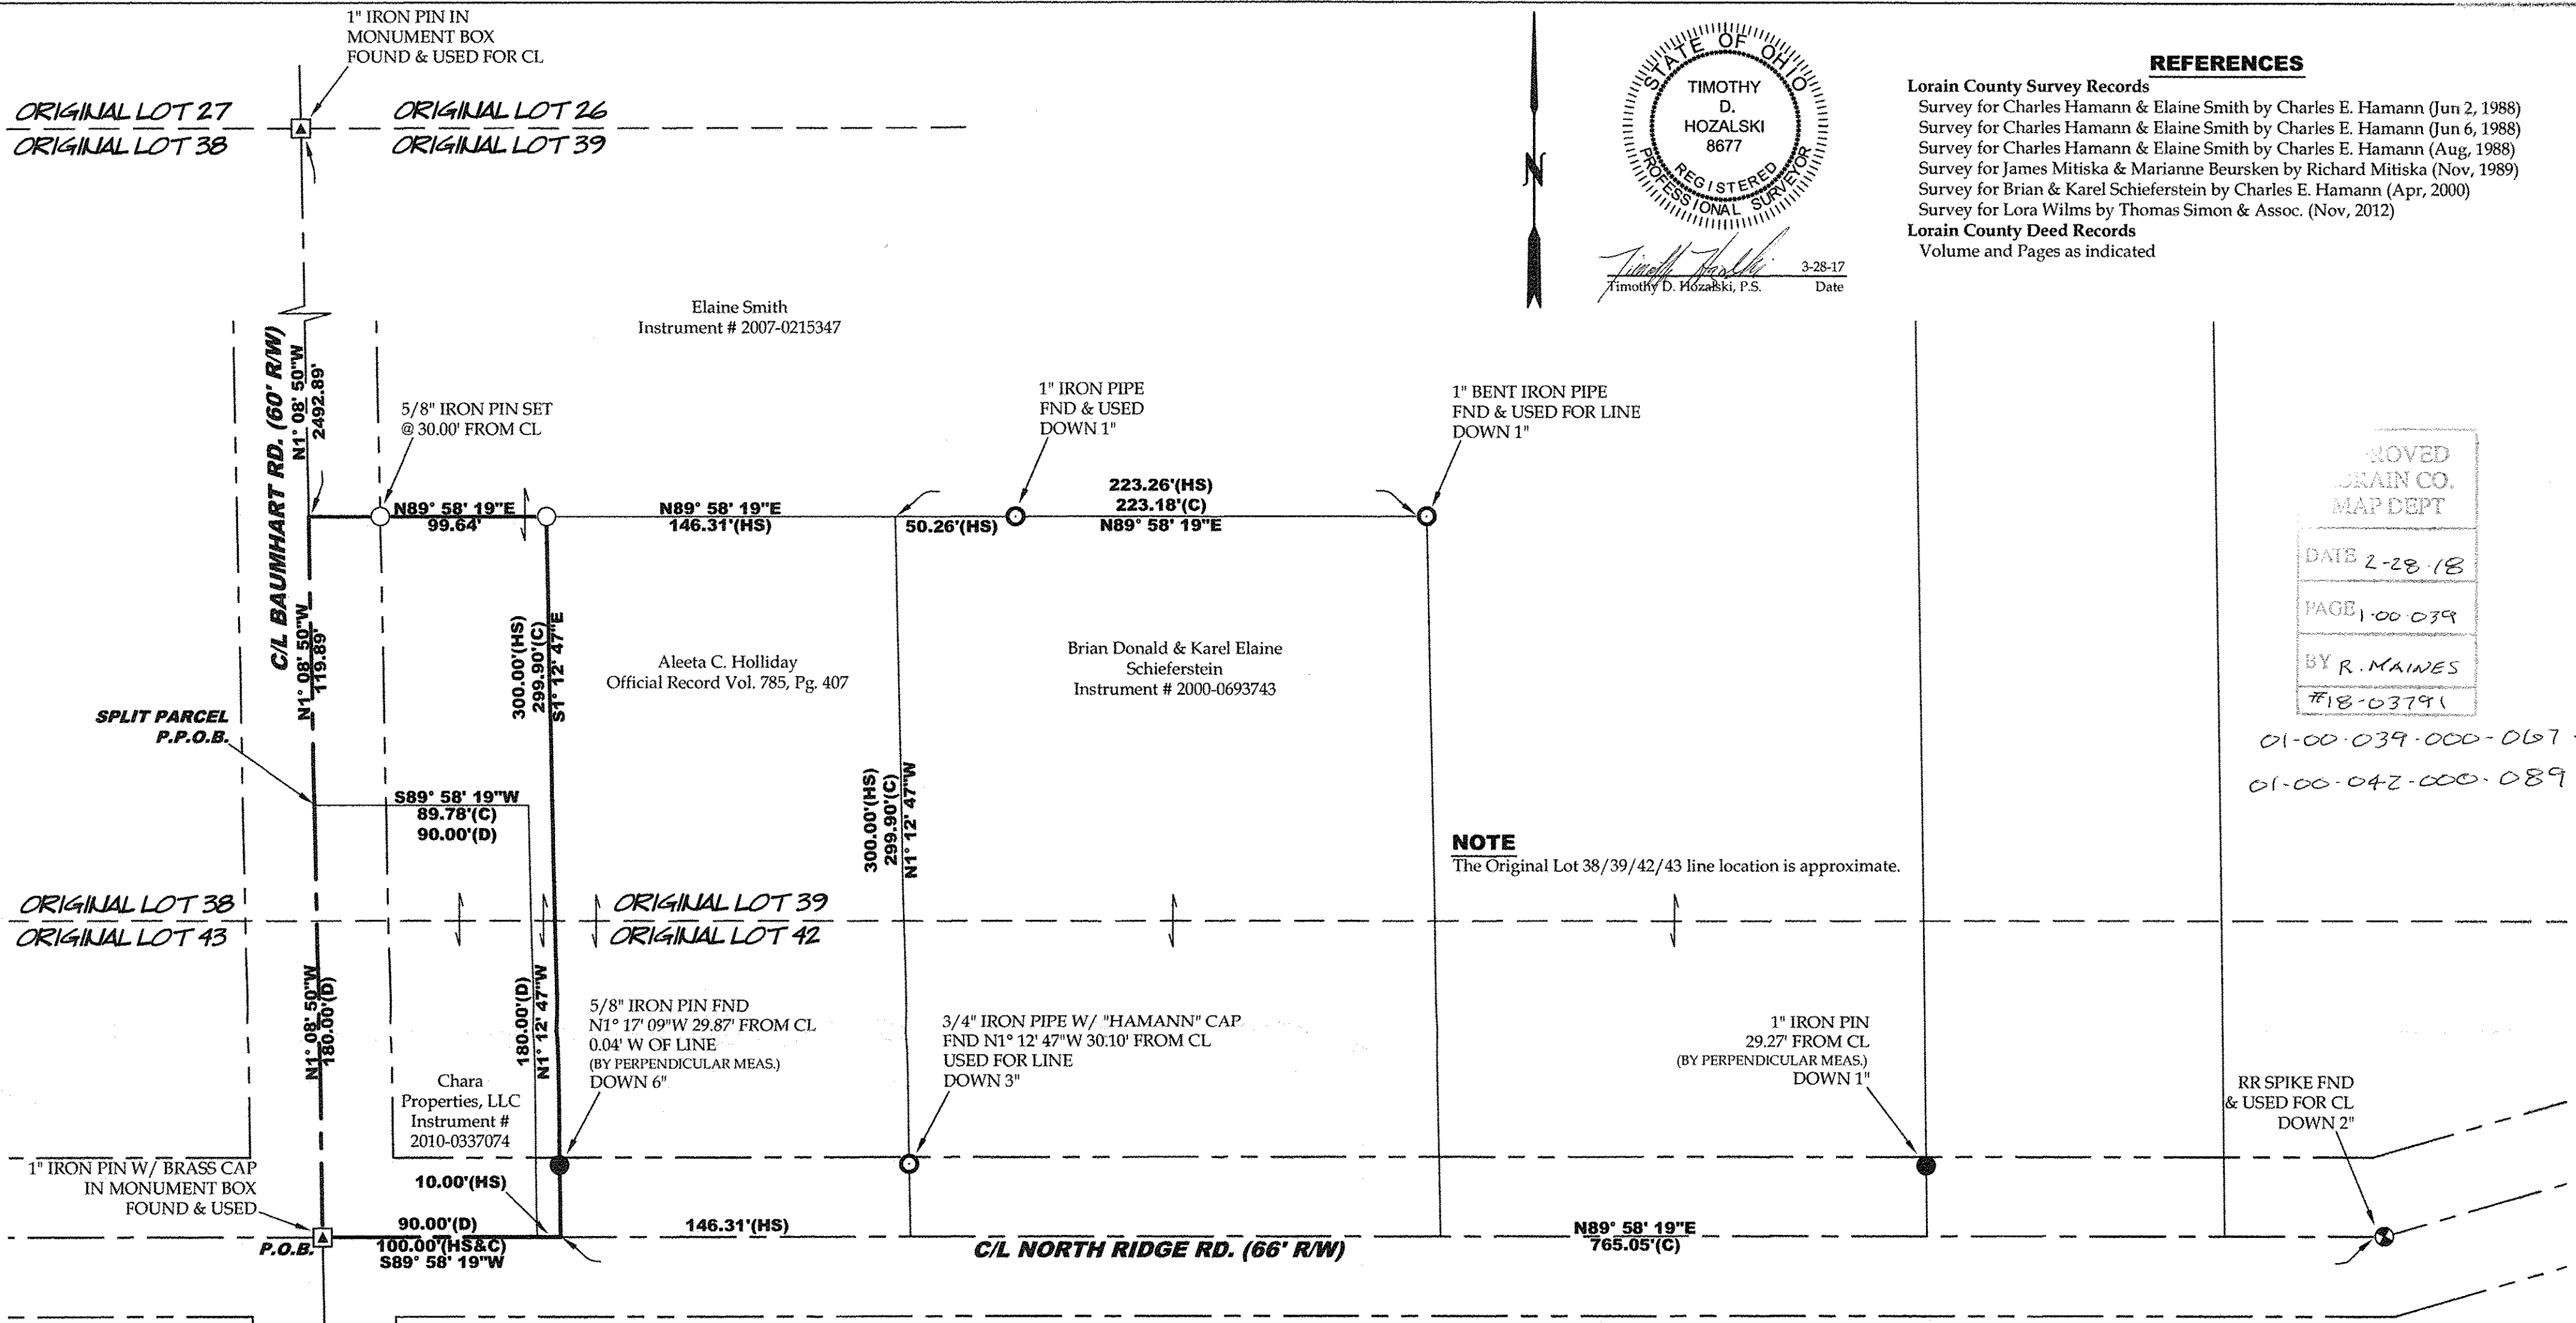 1" IRON PIN IN
MONUMENT BOX
FOUND & USED FOR CL
ORIGINAL LOT 27
ORIGINAL LOT 26
ORIGINAL LOT 38
ORIGINAL LOT 39
N
STATE OF OHIO
TIMOTHY
D.
HOZALSKI
8677
REGISTERED
PROFESSIONAL SURVEYOR
3-28-17
Timothy D. Hozalski, P.S.
Date
REFERENCES
Lorain County Survey Records
Survey for Charles Hamann & Elaine Smith by Charles E. Hamann (Jun 2, 1988)
Survey for Charles Hamann & Elaine Smith by Charles E. Hamann (Jun 6, 1988)
Survey for Charles Hamann & Elaine Smith by Charles E. Hamann (Aug, 1988)
Survey for James Mitiska & Marianne Beursken by Richard Mitiska (Nov, 1989)
Survey for Brian & Karel Schieferstein by Charles E. Hamann (Apr, 2000)
Survey for Lora Wilms by Thomas Simon & Assoc. (Nov, 2012)
Lorain County Deed Records
Volume and Pages as indicated
Elaine Smith
Instrument # 2007-0215347
C/L BAUMHART RD. (60' R/W)
N1° 08' 50"W
2492.89'
5/8" IRON PIN SET
@ 30.00' FROM CL
1" IRON PIPE
FND & USED
DOWN 1"
1" BENT IRON PIPE
FND & USED FOR LINE
DOWN 1"
N89° 58' 19"E
99.64'
N89° 58' 19"E
146.31'(HS)
50.26'(HS)
223.26'(HS)
223.18'(C)
N89° 58' 19"E
N1° 08' 50"W
119.89'
300.00'(HS)
299.90'(C)
S1° 12' 47"E
Aleeta C. Holliday
Official Record Vol. 785, Pg. 407
Brian Donald & Karel Elaine
Schieferstein
Instrument # 2000-0693743
SPLIT PARCEL
P.P.O.B.
S89° 58' 19"W
89.78'(C)
90.00'(D)
300.00'(HS)
299.90'(C)
N1° 12' 47"W
NOTE
The Original Lot 38/39/42/43 line location is approximate.
MAP DEPT
DATE 2-28-18
PAGE 1-00-039
BY R. MAINES
#18-03791
01-00-039-000-067
01-00-042-000-089
ORIGINAL LOT 38
ORIGINAL LOT 39
ORIGINAL LOT 43
ORIGINAL LOT 42
N1° 08' 50"W
180.00'(D)
180.00'(D)
N1° 12' 47"W
5/8" IRON PIN FND
N1° 17' 09"W 29.87' FROM CL
0.04' W OF LINE
(BY PERPENDICULAR MEAS.)
DOWN 6"
3/4" IRON PIPE W/ "HAMANN" CAP
FND N1° 12' 47"W 30.10' FROM CL
USED FOR LINE
DOWN 3"
1" IRON PIN
29.27' FROM CL
(BY PERPENDICULAR MEAS.)
DOWN 1"
RR SPIKE FND
& USED FOR CL
DOWN 2"
Chara
Properties, LLC
Instrument #
2010-0337074
1" IRON PIN W/ BRASS CAP
IN MONUMENT BOX
FOUND & USED
10.00'(HS)
P.O.B.
90.00'(D)
100.00'(HS&C)
S89° 58' 19"W
146.31'(HS)
C/L NORTH RIDGE RD. (66' R/W)
N89° 58' 19"E
765.05'(C)